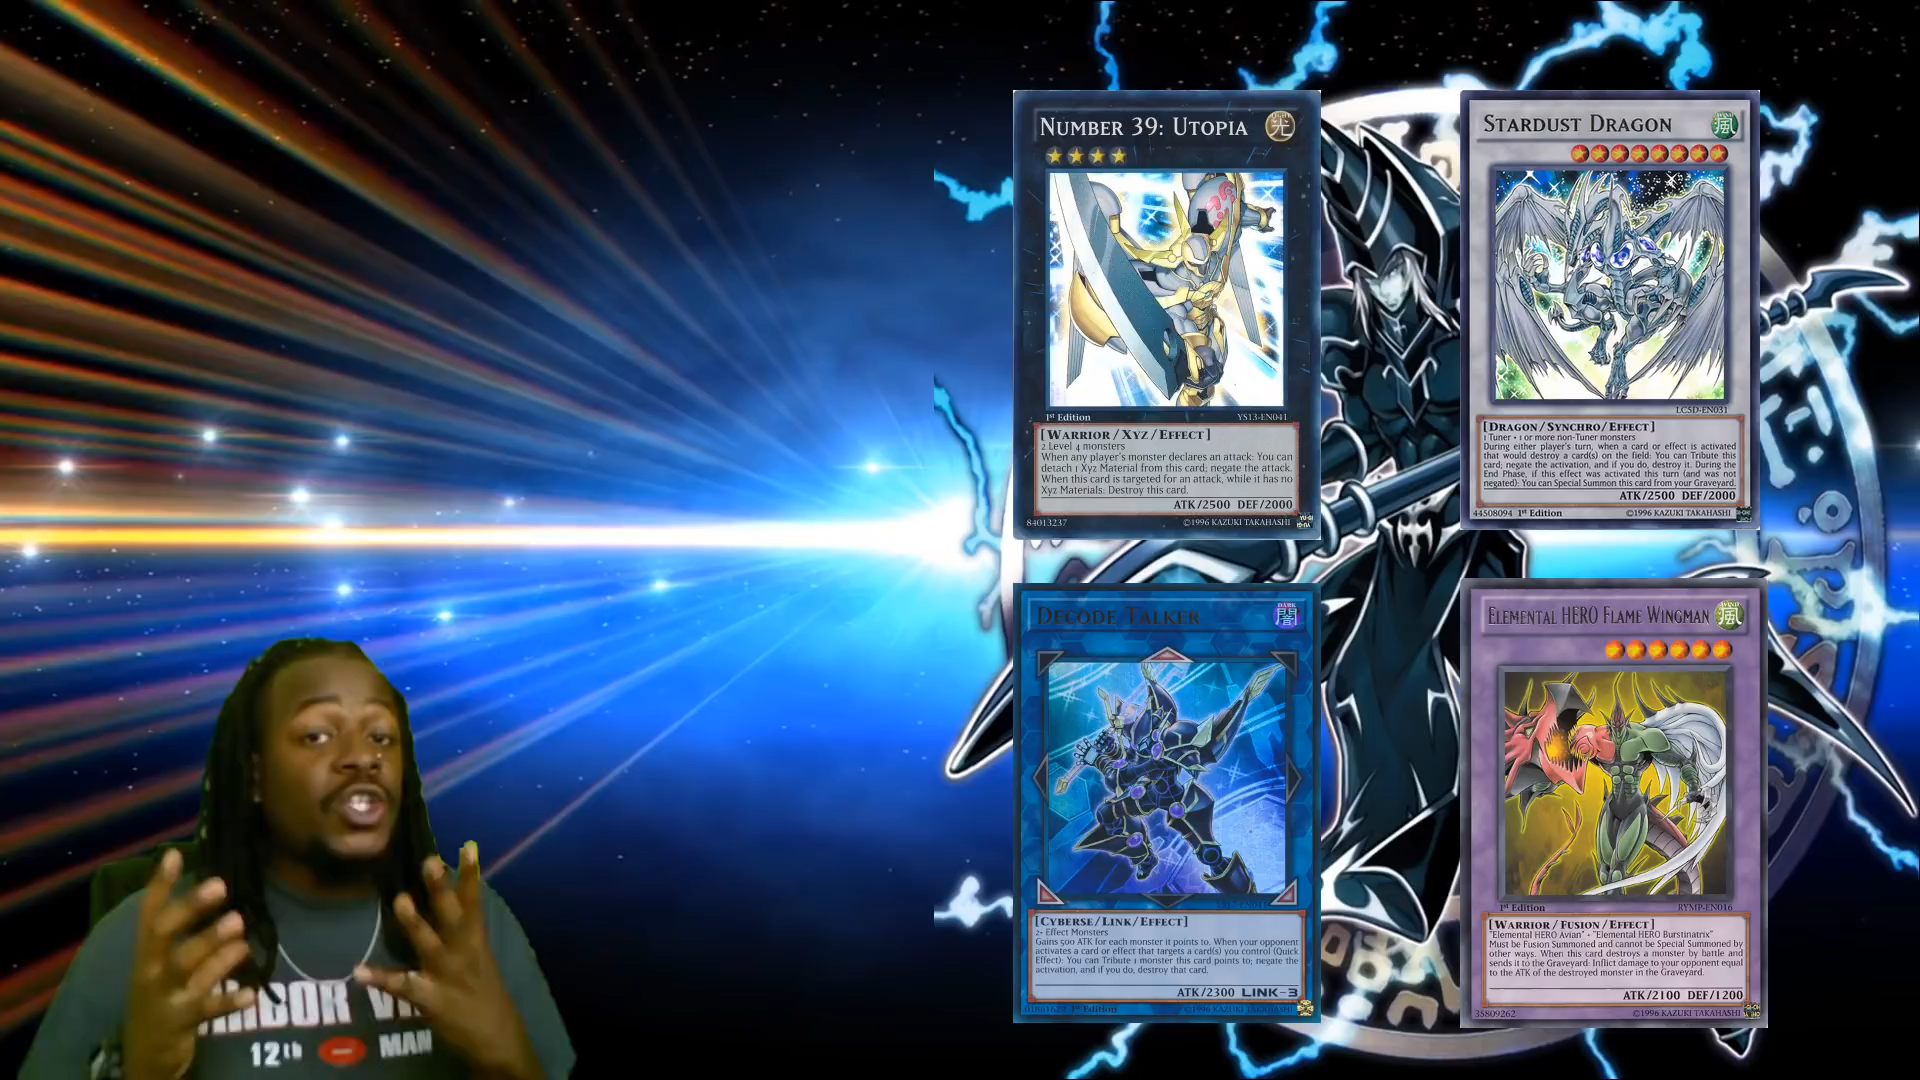 NUMBER 39: UTOPIA
1st Edition
YS13-EN041
[WARRIOR/XYZ/EFFECT]
2 Level 4 monsters
When any player's monster declares an attack: You can
detach 1 Xyz Material from this card; negate the attack.
When this card is targeted for an attack, while it has no
Xyz Materials: Destroy this card.
ATK/2500 DEF/2000
84013237
©1996 KAZUKI TAKAHASHI
STARDUST DRAGON
LC5D-EN031
[DRAGON/SYNCHRO/EFFECT]
1 Tuner + 1 or more non-Tuner monsters
During either player's turn, when a card or effect is activated
that would destroy a card(s) on the field: You can Tribute this
card; negate the activation, and if you do, destroy it. During the
End Phase, if this effect was activated this turn (and was not
negated): You can Special Summon this card from your Graveyard.
ATK/2500 DEF/2000
44508094 1st Edition
©1996 KAZUKI TAKAHASHI
DECODE TALKER
DARK
闇
[CYBERSE/LINK/EFFECT]
2+ Effect Monsters
Gains 500 ATK for each monster it points to. When your opponent
activates a card or effect that targets a card(s) you control (Quick
Effect): You can Tribute 1 monster this card points to; negate the
activation, and if you do, destroy that card.
ATK/2300 LINK-3
1st Edition
©1996 KAZUKI TAKAHASHI
ELEMENTAL HERO FLAME WINGMAN
風
1st Edition
RYMP-EN016
[WARRIOR/FUSION/EFFECT]
"Elemental HERO Avian" + "Elemental HERO Burstinatrix"
Must be Fusion Summoned and cannot be Special Summoned by
other ways. When this card destroys a monster by battle and
sends it to the Graveyard: Inflict damage to your opponent equal
to the ATK of the destroyed monster in the Graveyard.
ATK/2100 DEF/1200
35809262
©1996 KAZUKI TAKAHASHI
12th MAN